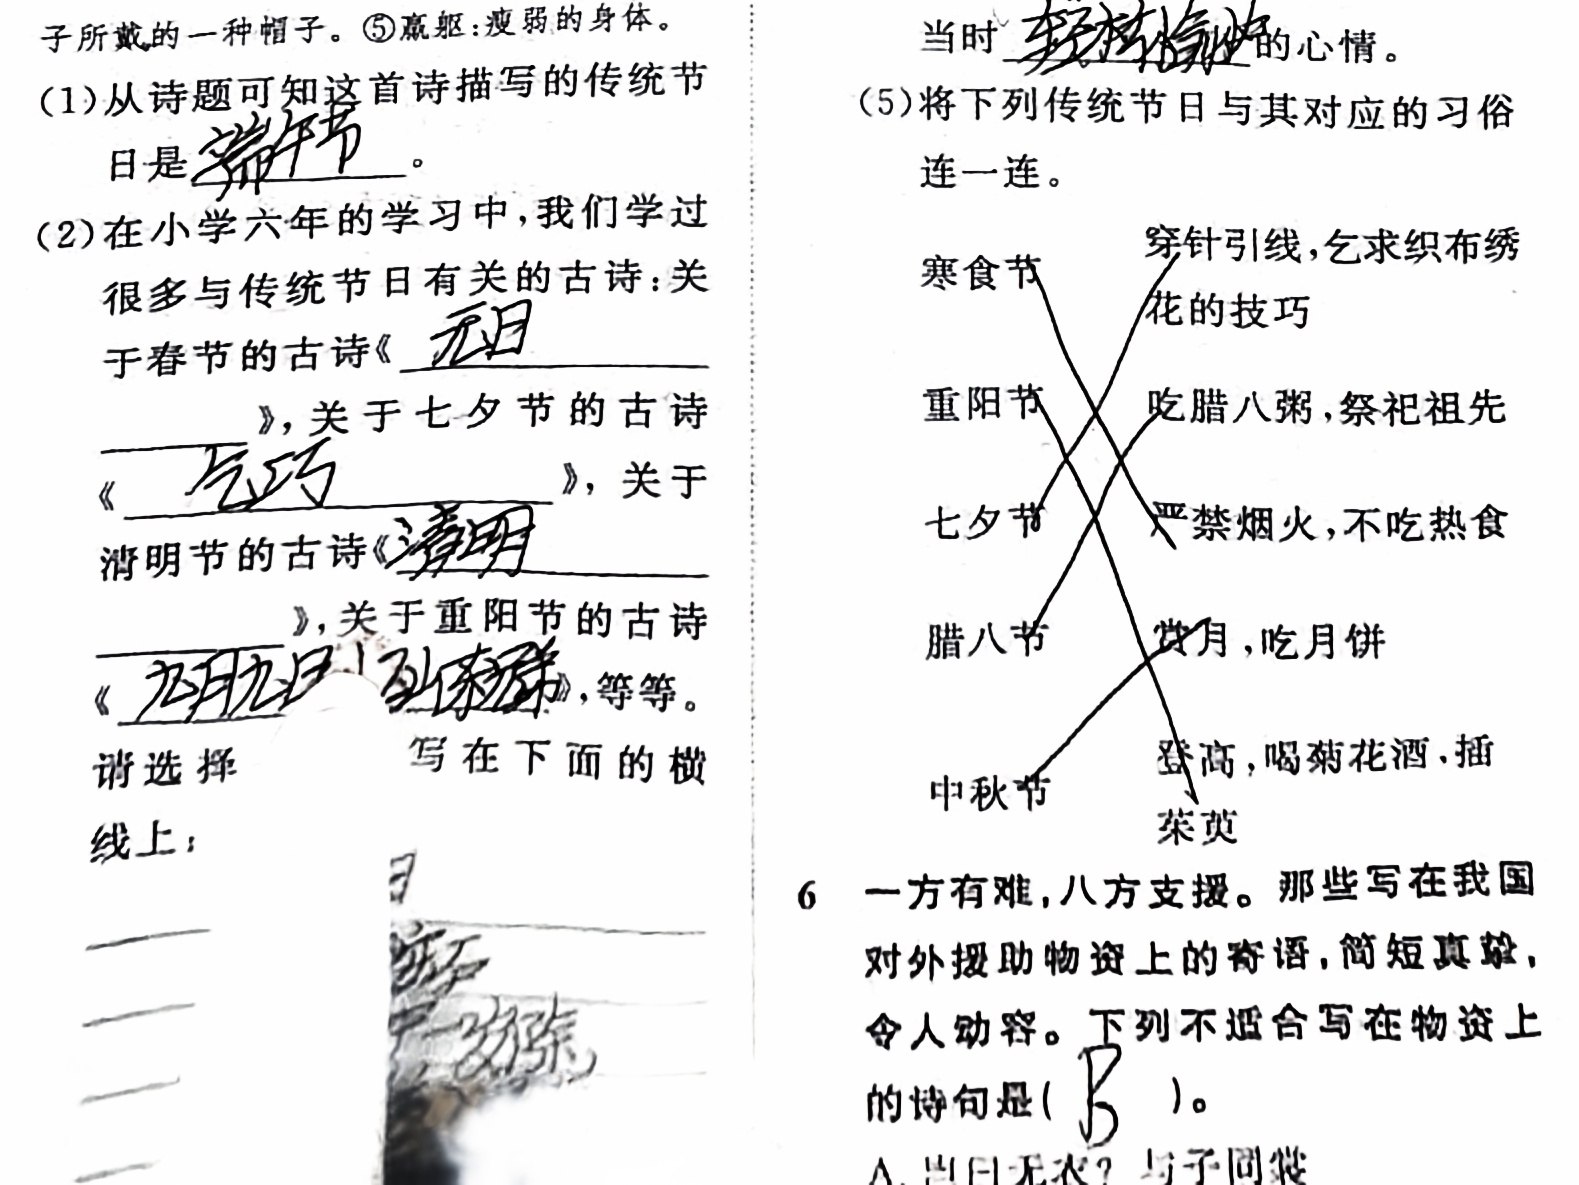 子所戴的一种帽子。⑤羸躯:瘦弱的身体。
(1)从诗题可知这首诗描写的传统节
日是端午节。
(2)在小学六年的学习中,我们学过
很多与传统节日有关的古诗:关
于春节的古诗《元日
》,关于七夕节的古诗
《乞巧》,关于
清明节的古诗《清明
》,关于重阳节的古诗
《九月九日忆山东兄弟》,等等。
请选择
写在下面的横
线上:
日
一岁除
当时轻松愉快的心情。
(5)将下列传统节日与其对应的习俗
连一连。
寒食节
穿针引线,乞求织布绣
花的技巧
重阳节
吃腊八粥,祭祀祖先
七夕节
严禁烟火,不吃热食
腊八节
赏月,吃月饼
中秋节
登高,喝菊花酒,插
茱萸
6 一方有难,八方支援。那些写在我国
对外援助物资上的寄语,简短真挚,
令人动容。下列不适合写在物资上
的诗句是(B)。
A.岂曰无衣?与子同裳